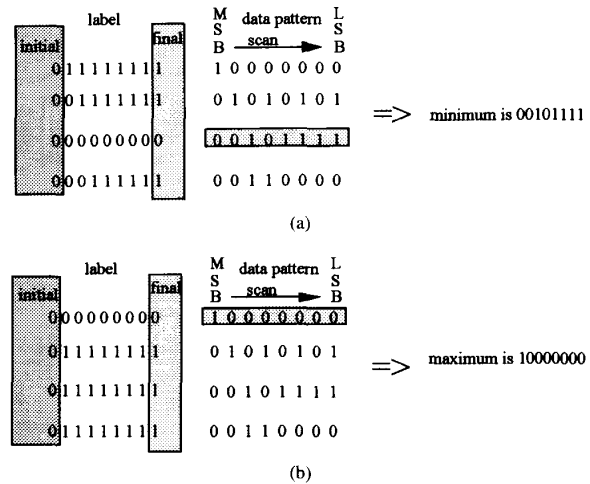 label
M data pattern L
S S
initial final B scan B
0 1 1 1 1 1 1 1 1 1 0 0 0 0 0 0 0
0 0 1 1 1 1 1 1 1 0 1 0 1 0 1 0 1
=> minimum is 00101111
0 0 0 0 0 0 0 0 0 0 0 1 0 1 1 1 1
0 0 0 1 1 1 1 1 1 0 0 1 1 0 0 0 0
(a)
label
M data pattern L
S S
initial final B scan B
0 0 0 0 0 0 0 0 0 1 0 0 0 0 0 0 0
0 1 1 1 1 1 1 1 1 0 1 0 1 0 1 0 1
=> maximum is 10000000
0 1 1 1 1 1 1 1 1 0 0 1 0 1 1 1 1
0 1 1 1 1 1 1 1 1 0 0 1 1 0 0 0 0
(b)